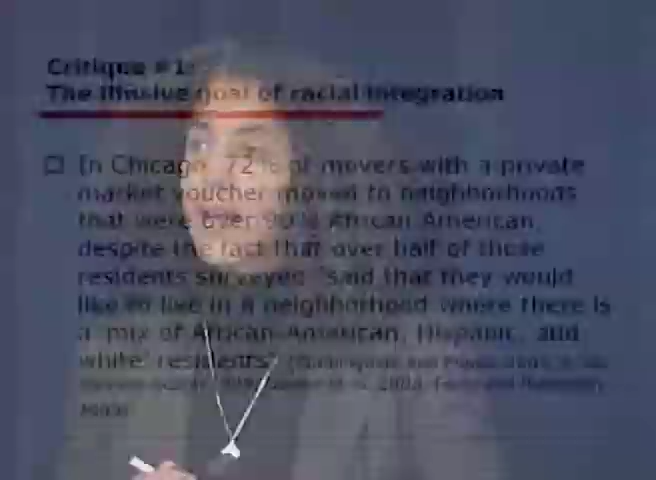 Critique # 1:
The illusive goal of racial integration
In Chicago, 72% of movers with a private
market voucher moved to neighborhoods
that were over 90% African American,
despite the fact that over half of those
residents surveyed "said that they would
like to live in a neighborhood where there is
a 'mix of African-American, Hispanic, and
white' residents"